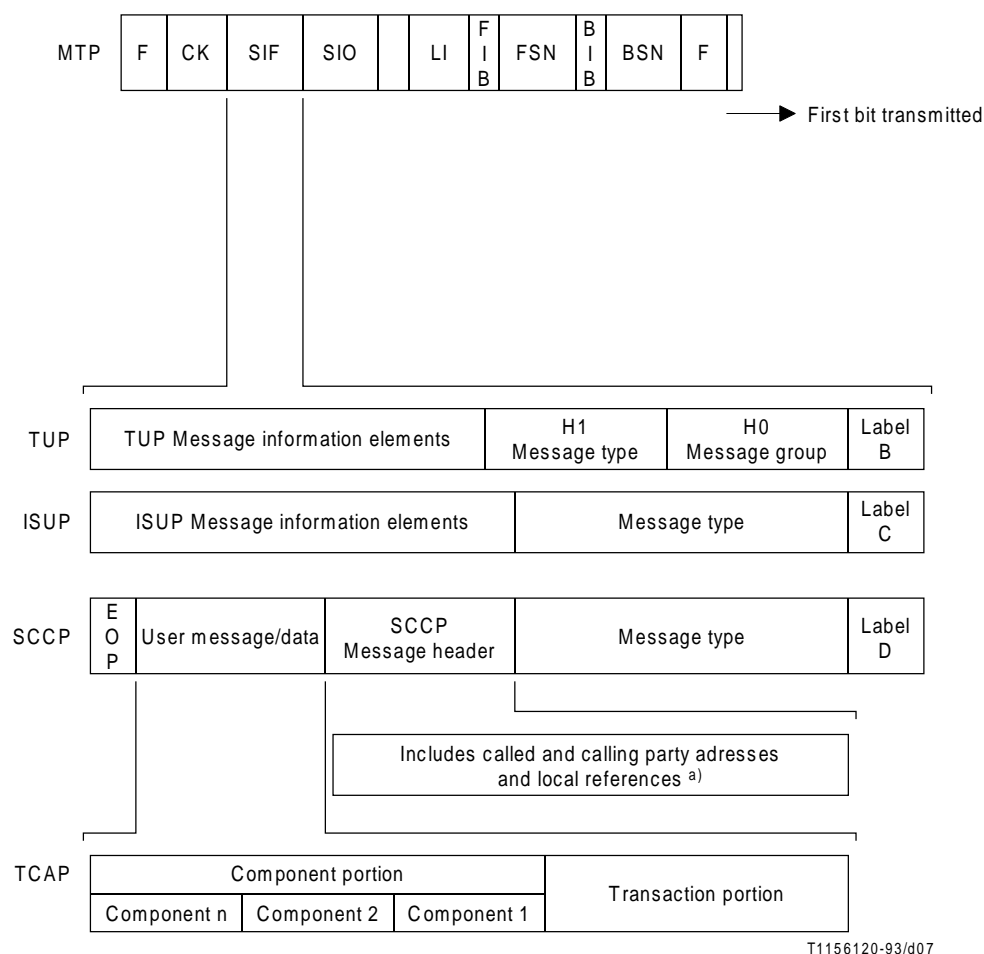 MTP F CK SIF SIO LI FIB FSN BIB BSN F
First bit transmitted
TUP TUP Message information elements H1 Message type H0 Message group Label B
ISUP ISUP Message information elements Message type Label C
SCCP EOP User message/data SCCP Message header Message type Label D
Includes called and calling party adresses
and local references a)
TCAP Component portion Transaction portion
Component n Component 2 Component 1
T1156120-93/d07